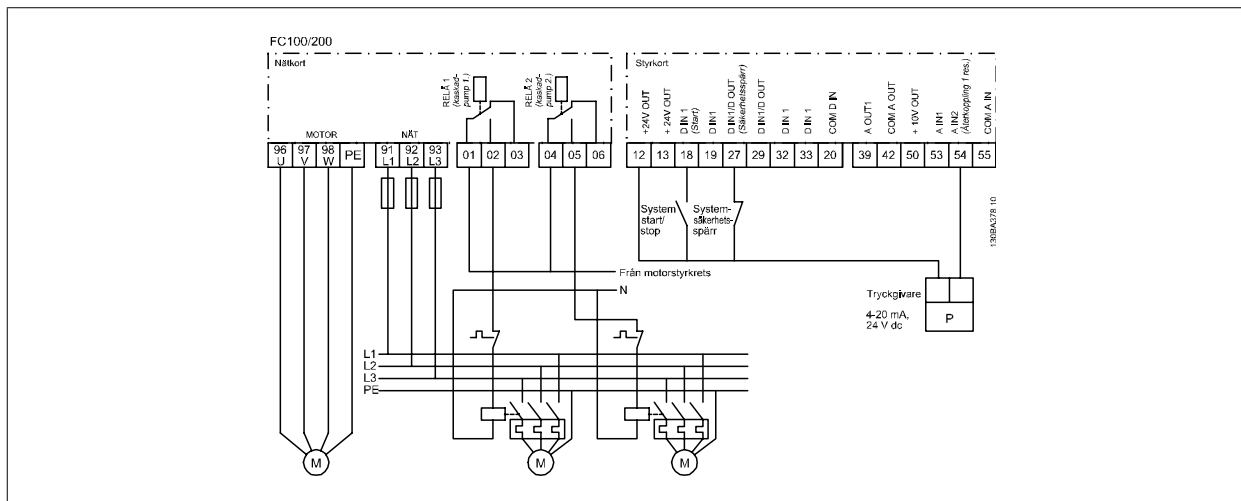 FC100/200
Nätkort
Styrkort
RELÄ 1
(kaskad-
pump 1.)
RELÄ 2
(kaskad-
pump 2.)
+24V OUT
+ 24V OUT
D IN 1
(Start)
D IN1
D IN1/D OUT
(Säkerhetsspärr)
D IN1/D OUT
D IN 1
D IN 1
COM D IN
A OUT1
COM A OUT
+ 10V OUT
A IN1
A IN2
(Återkoppling 1 res.)
COM A IN
MOTOR
NÄT
96 97 98 PE 91 92 93 01 02 03 04 05 06 12 13 18 19 27 29 32 33 20 39 42 50 53 54 55
U V W L1 L2 L3
System
start/
stop
System-
säkerhets-
spärr
130BA378.10
Från motorstyrkrets
N
Tryckgivare
4-20 mA,
24 V dc
P
L1
L2
L3
PE
M M M